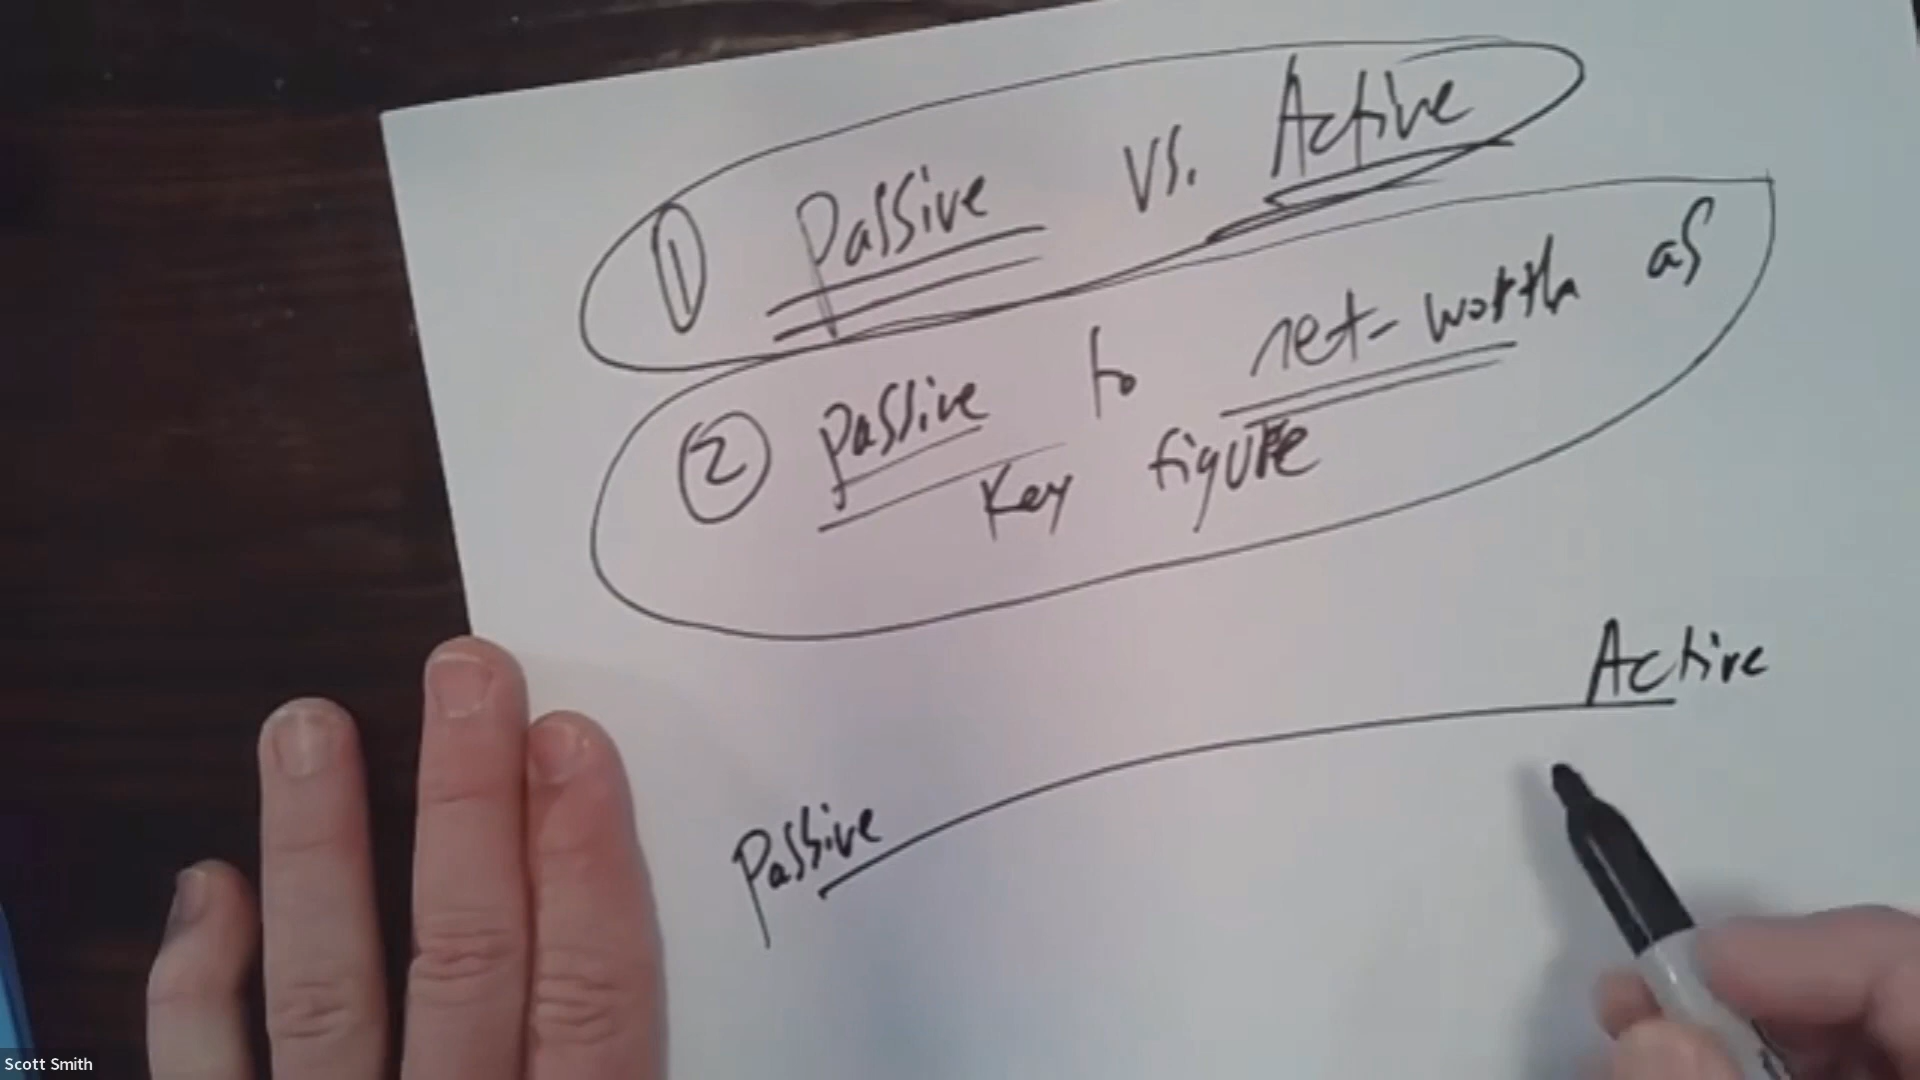 ① Passive vs. Active
② passive to net-worth as
key figure
Active
Passive
Scott Smith